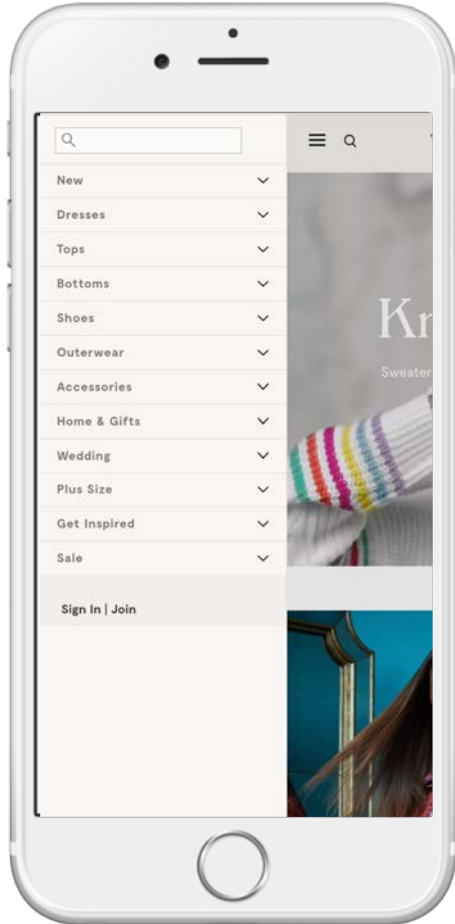 New
Dresses
Tops
Bottoms
Shoes
Outerwear
Accessories
Home & Gifts
Wedding
Plus Size
Get Inspired
Sale
Sign In | Join
Kn
Sweater